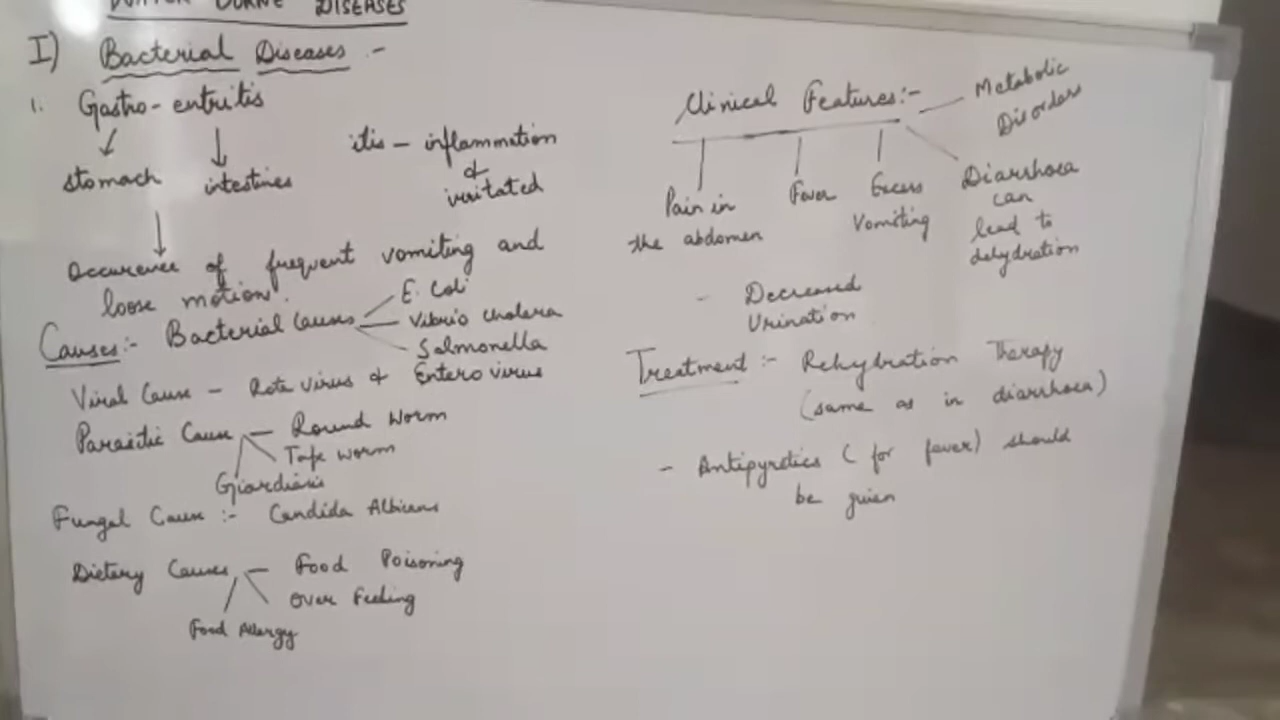 WATER BORNE DISEASES
I) Bacterial Diseases :-
1. Gastro-entritis
stomach intestines
itis - inflammation
&
irritated
Occurence of frequent vomiting and
loose motion.
Causes:- Bacterial Causes
E. Coli
Vibrio cholera
Salmonella
Viral Cause - Rota virus & Entero virus
Parasitic Cause - Round Worm
Tape worm
Giardiasis
Fungal Cause :- Candida Albicans
Dietary Causes - Food Poisoning
Over Feeding
Food Allergy
Clinical Features:-
Metabolic
Disorders
Pain in
the abdomen
Fever
Excess
Vomiting
Diarrhoea
can
lead to
dehydration
- Decreased
Urination
Treatment :- Rehydration Therapy
(same as in diarrhoea)
- Antipyretics (for fever) should
be given